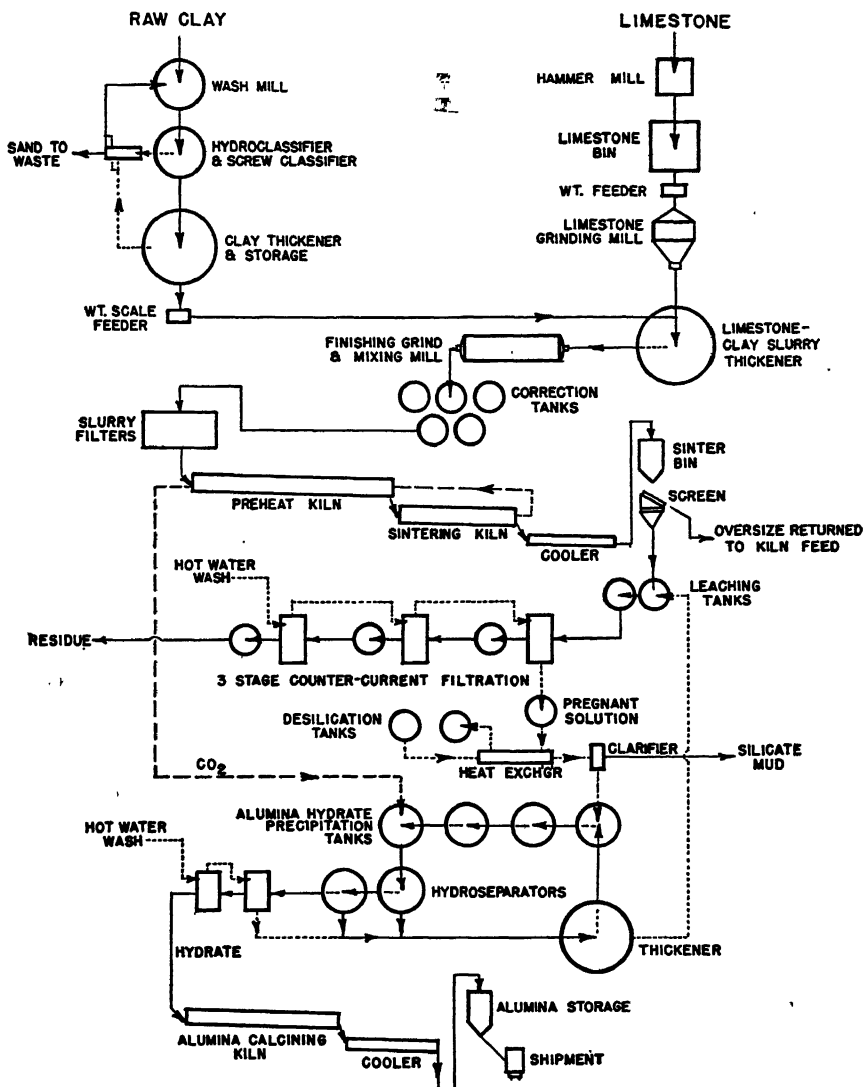 RAW CLAY
LIMESTONE
WASH MILL
HAMMER MILL
SAND TO
WASTE
HYDROCLASSIFIER
& SCREW CLASSIFIER
LIMESTONE
BIN
WT. FEEDER
CLAY THICKENER
& STORAGE
LIMESTONE
GRINDING MILL
WT. SCALE
FEEDER
FINISHING GRIND
& MIXING MILL
LIMESTONE-
CLAY SLURRY
THICKENER
CORRECTION
TANKS
SLURRY
FILTERS
SINTER
BIN
PREHEAT KILN
SCREEN
SINTERING KILN
COOLER
OVERSIZE RETURNED
TO KILN FEED
HOT WATER
WASH
LEACHING
TANKS
RESIDUE
3 STAGE COUNTER-CURRENT FILTRATION
DESILICATION
TANKS
PREGNANT
SOLUTION
HEAT EXCHGR
CLARIFIER
SILICATE
MUD
CO2
ALUMINA HYDRATE
PRECIPITATION
TANKS
HOT WATER
WASH
HYDROSEPARATORS
HYDRATE
THICKENER
ALUMINA CALCINING
KILN
COOLER
ALUMINA STORAGE
SHIPMENT